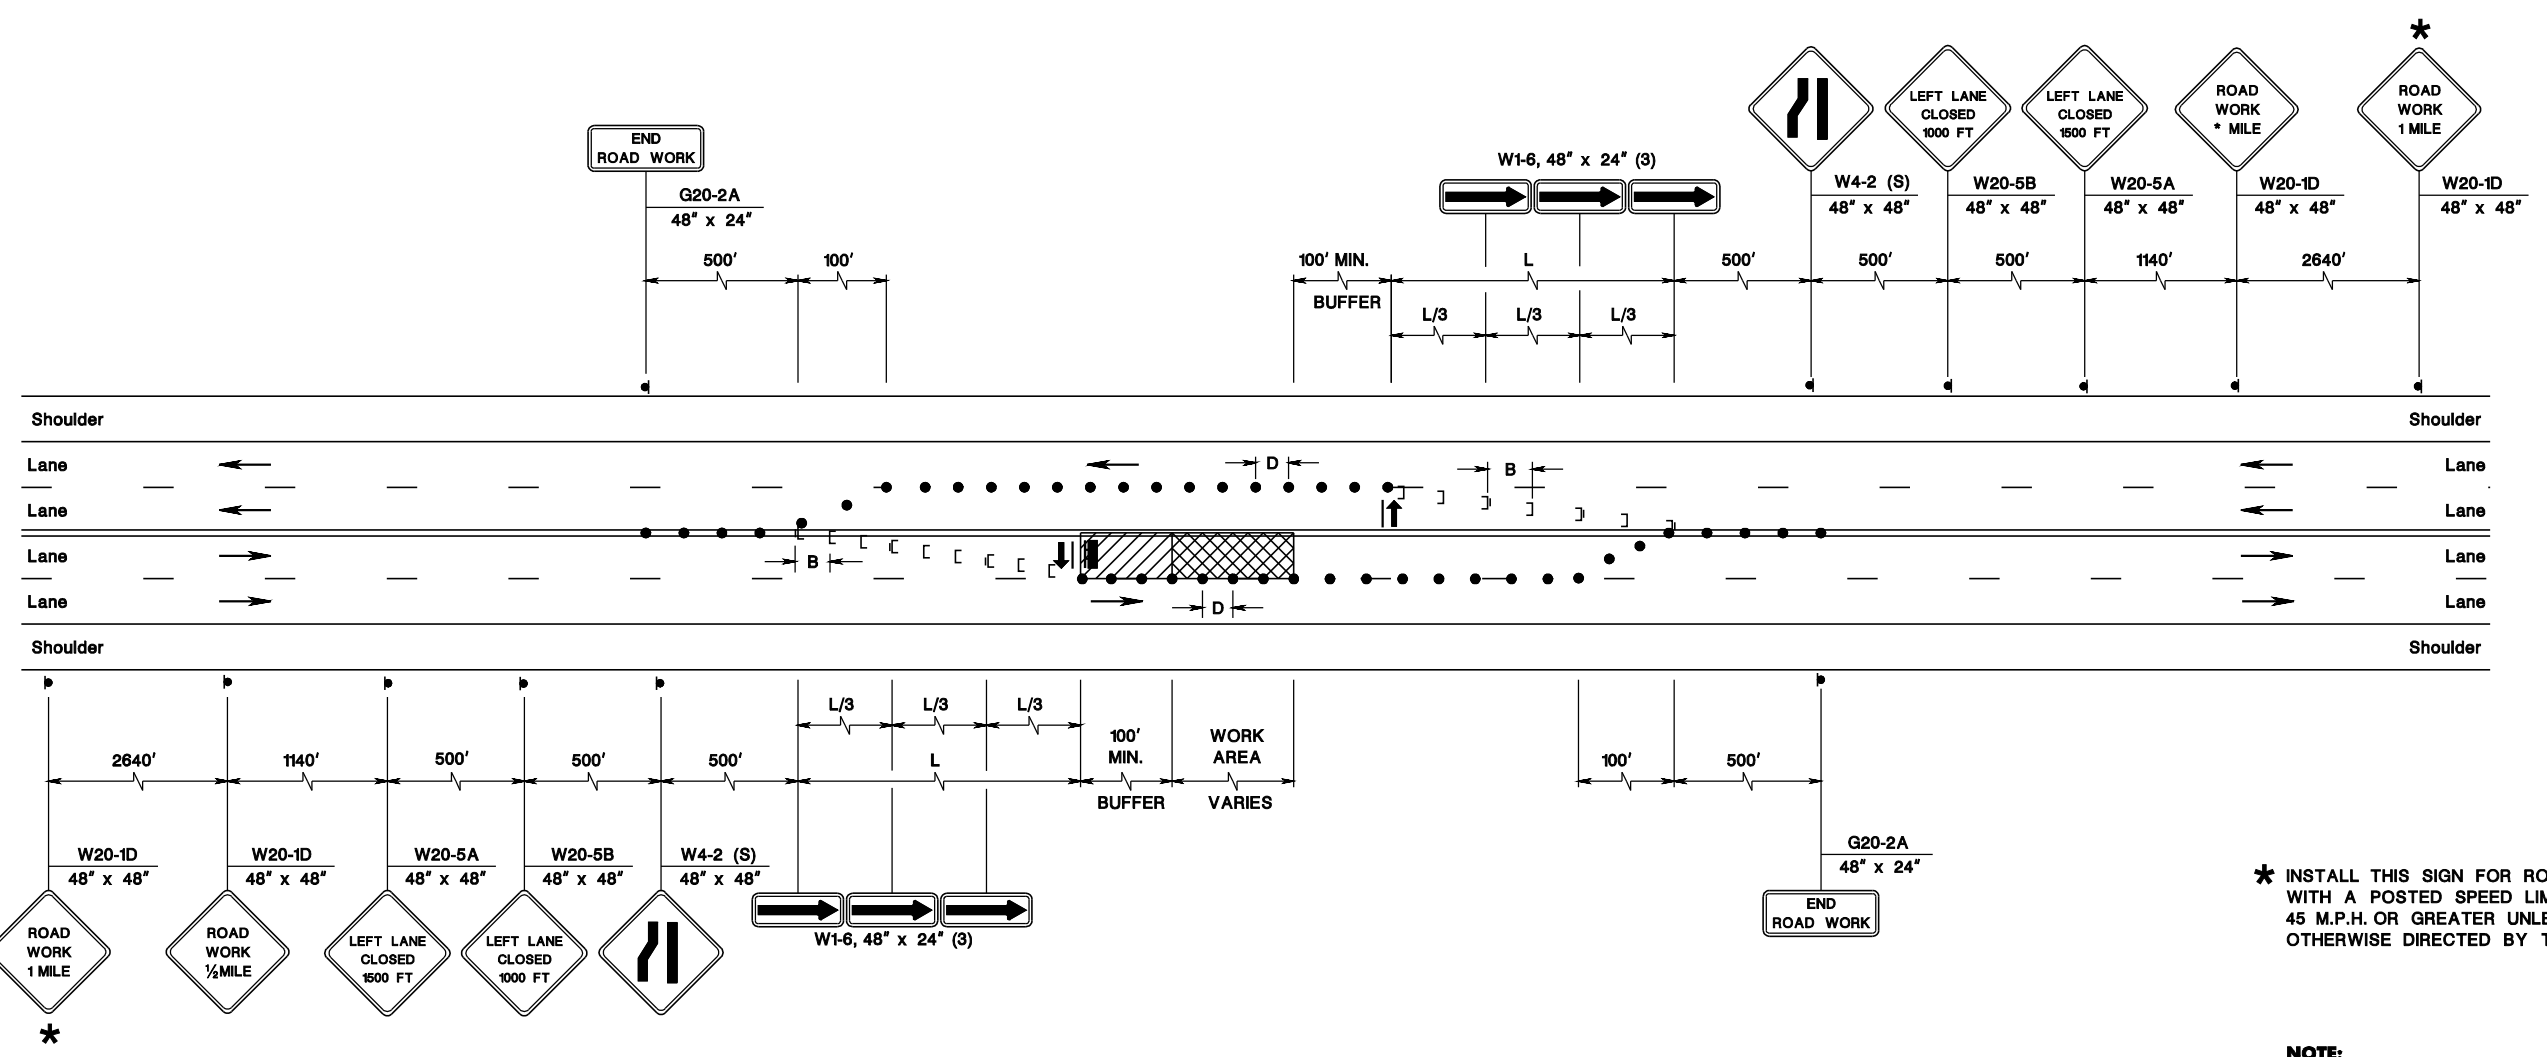 *
END
ROAD WORK
G20-2A
48" x 24"
500'
100'
W1-6, 48" x 24" (3)
LEFT LANE
CLOSED
1000 FT
LEFT LANE
CLOSED
1500 FT
ROAD
WORK
* MILE
ROAD
WORK
1 MILE
W4-2 (S)
48" x 48"
W20-5B
48" x 48"
W20-5A
48" x 48"
W20-1D
48" x 48"
W20-1D
48" x 48"
100' MIN.
BUFFER
L
500'
500'
500'
1140'
2640'
L/3
L/3
L/3
Shoulder
Shoulder
Lane
D
B
Lane
Lane
Lane
Lane
B
Lane
Lane
D
Lane
Shoulder
Shoulder
L/3
L/3
L/3
2640'
1140'
500'
500'
500'
L
100'
MIN.
BUFFER
WORK
AREA
VARIES
100'
500'
W20-1D
48" x 48"
W20-1D
48" x 48"
W20-5A
48" x 48"
W20-5B
48" x 48"
W4-2 (S)
48" x 48"
G20-2A
48" x 24"
ROAD
WORK
1 MILE
ROAD
WORK
½ MILE
LEFT LANE
CLOSED
1500 FT
LEFT LANE
CLOSED
1000 FT
W1-6, 48" x 24" (3)
END
ROAD WORK
*
* INSTALL THIS SIGN FOR RO
WITH A POSTED SPEED LIM
45 M.P.H. OR GREATER UNLE
OTHERWISE DIRECTED BY T
NOTE: